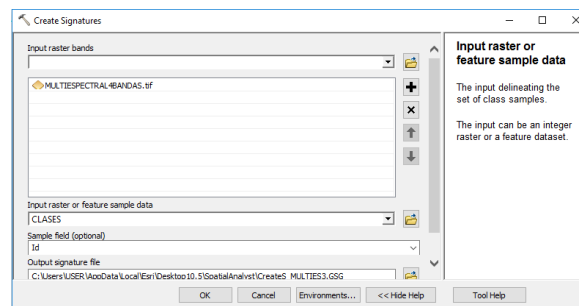 Create Signatures
Input raster bands
MULTIESPECTRAL4BANDAS.tif
Input raster or feature sample data
CLASES
Sample field (optional)
Id
Output signature file
C:\Users\USER\AppData\Local\Esri\Desktop10.5\SpatialAnalyst\CreateS_MULTIES3.GSG
Input raster or
feature sample data
The input delineating the
set of class samples.
The input can be an integer
raster or a feature dataset.
OK
Cancel
Environments...
<< Hide Help
Tool Help